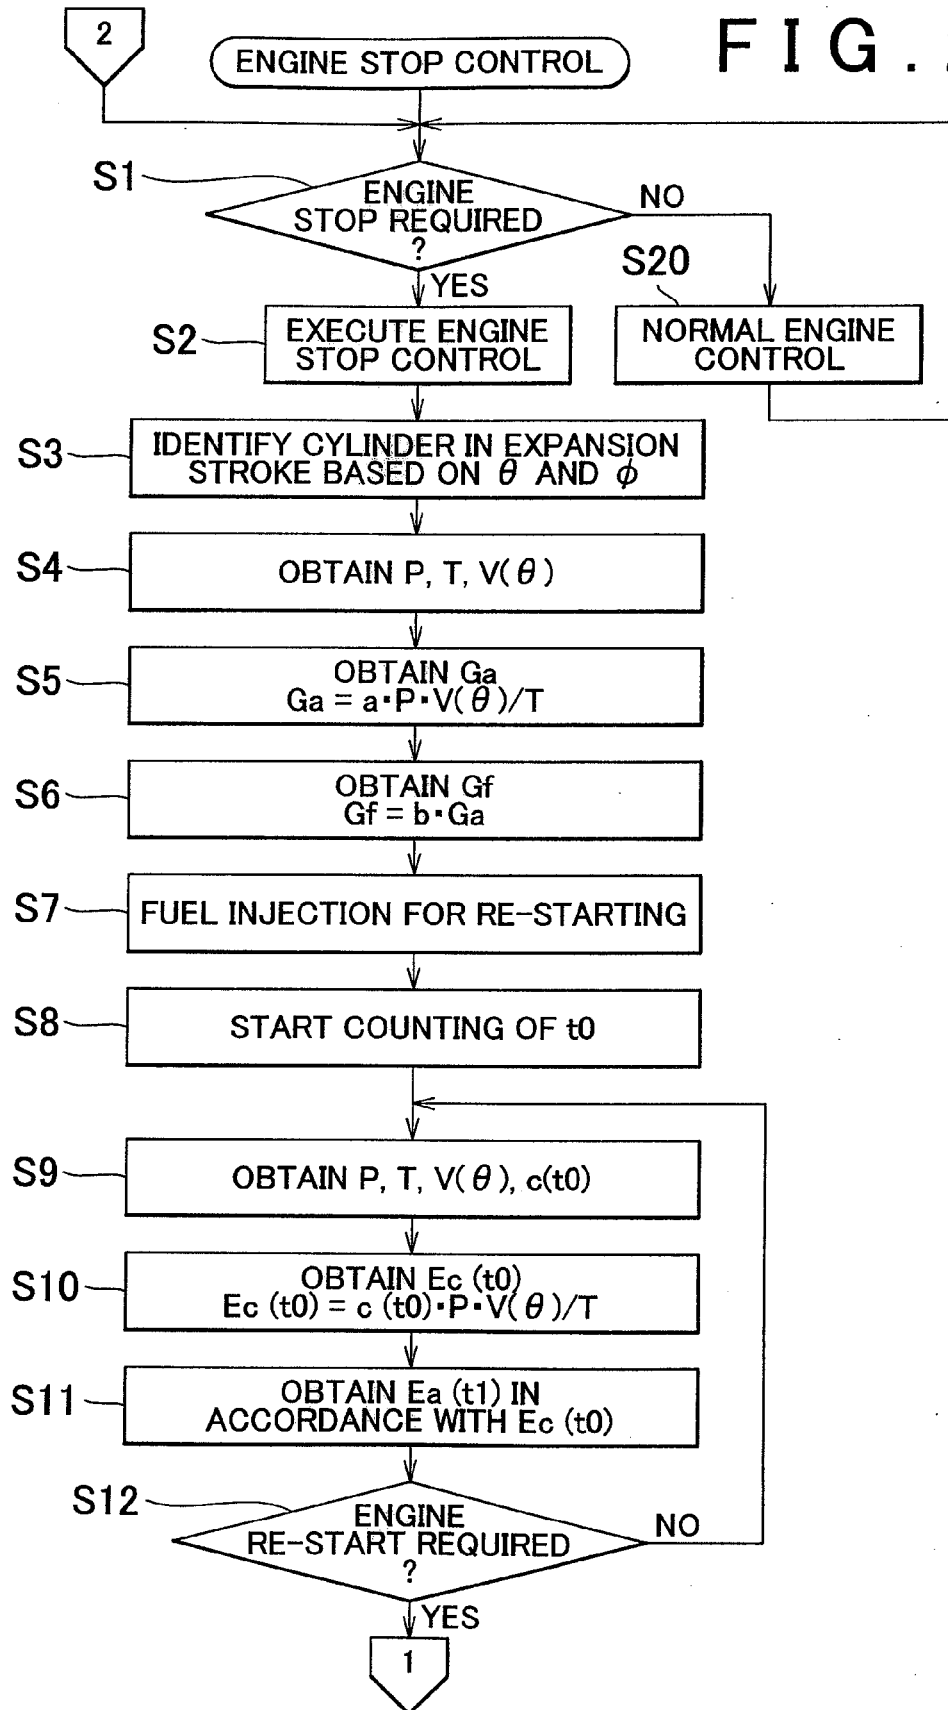 2
ENGINE STOP CONTROL
FIG.
S1
ENGINE
STOP REQUIRED
?
NO
YES
S20
S2
EXECUTE ENGINE
STOP CONTROL
NORMAL ENGINE
CONTROL
S3
IDENTIFY CYLINDER IN EXPANSION
STROKE BASED ON θ AND ϕ
S4
OBTAIN P, T, V(θ)
S5
OBTAIN Ga
Ga = a·P·V(θ)/T
S6
OBTAIN Gf
Gf = b·Ga
S7
FUEL INJECTION FOR RE-STARTING
S8
START COUNTING OF t0
S9
OBTAIN P, T, V(θ), c(t0)
S10
OBTAIN Ec (t0)
Ec (t0) = c (t0)·P·V(θ)/T
S11
OBTAIN Ea (t1) IN
ACCORDANCE WITH Ec (t0)
S12
ENGINE
RE-START REQUIRED
?
NO
YES
1